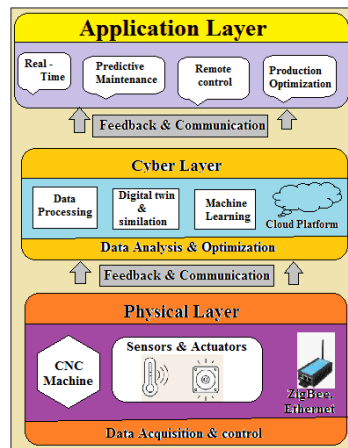 Application Layer
Real -
Time
Predictive
Maintenance
Remote
control
Production
Optimization
Feedback & Communication
Cyber Layer
Data
Processing
Digital twin
&
similation
Machine
Learning
Cloud Platform
Data Analysis & Optimization
Feedback & Communication
Physical Layer
CNC
Machine
Sensors & Actuators
ZigBee,
Ethernet
Data Acquisition & control